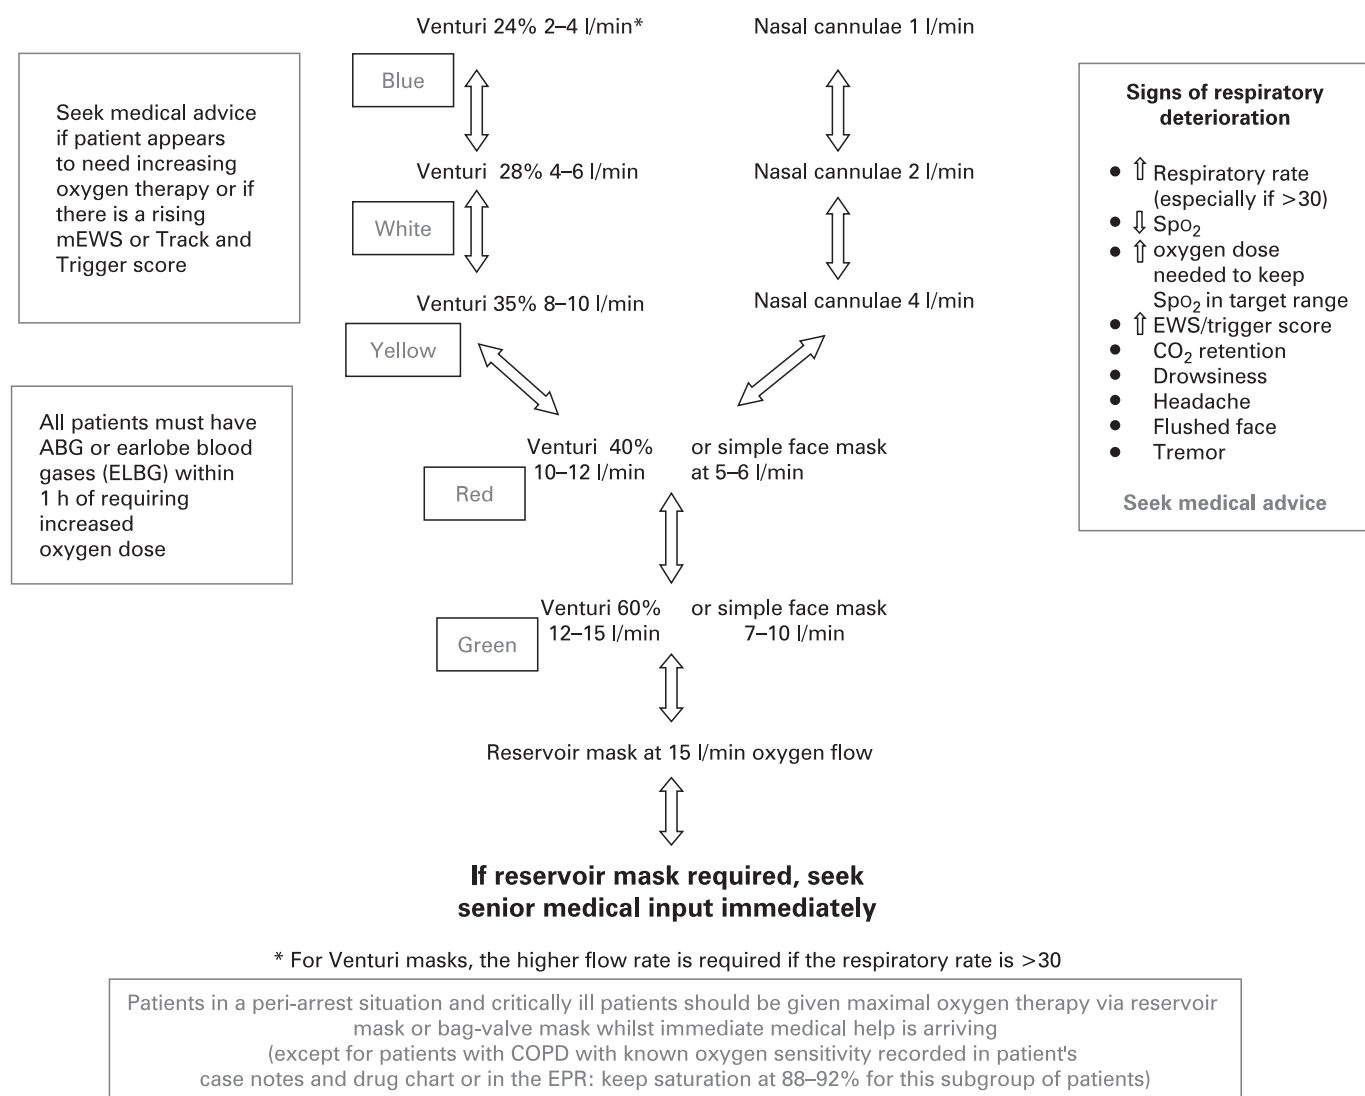 Venturi 24% 2–4 l/min*
Nasal cannulae 1 l/min
Blue
Seek medical advice
if patient appears
to need increasing
oxygen therapy or if
there is a rising
mEWS or Track and
Trigger score
Venturi 28% 4–6 l/min
Nasal cannulae 2 l/min
White
Venturi 35% 8–10 l/min
Nasal cannulae 4 l/min
Yellow
All patients must have
ABG or earlobe blood
gases (ELBG) within
1 h of requiring
increased
oxygen dose
Signs of respiratory
deterioration
• ⇧ Respiratory rate
(especially if >30)
• ⇩ SpO₂
• ⇧ oxygen dose
needed to keep
SpO₂ in target range
• ⇧ EWS/trigger score
• CO₂ retention
• Drowsiness
• Headache
• Flushed face
• Tremor
Seek medical advice
Venturi 40% or simple face mask
10–12 l/min at 5–6 l/min
Red
Venturi 60% or simple face mask
12–15 l/min 7–10 l/min
Green
Reservoir mask at 15 l/min oxygen flow
If reservoir mask required, seek
senior medical input immediately
* For Venturi masks, the higher flow rate is required if the respiratory rate is >30
Patients in a peri-arrest situation and critically ill patients should be given maximal oxygen therapy via reservoir
mask or bag-valve mask whilst immediate medical help is arriving
(except for patients with COPD with known oxygen sensitivity recorded in patient's
case notes and drug chart or in the EPR: keep saturation at 88–92% for this subgroup of patients)